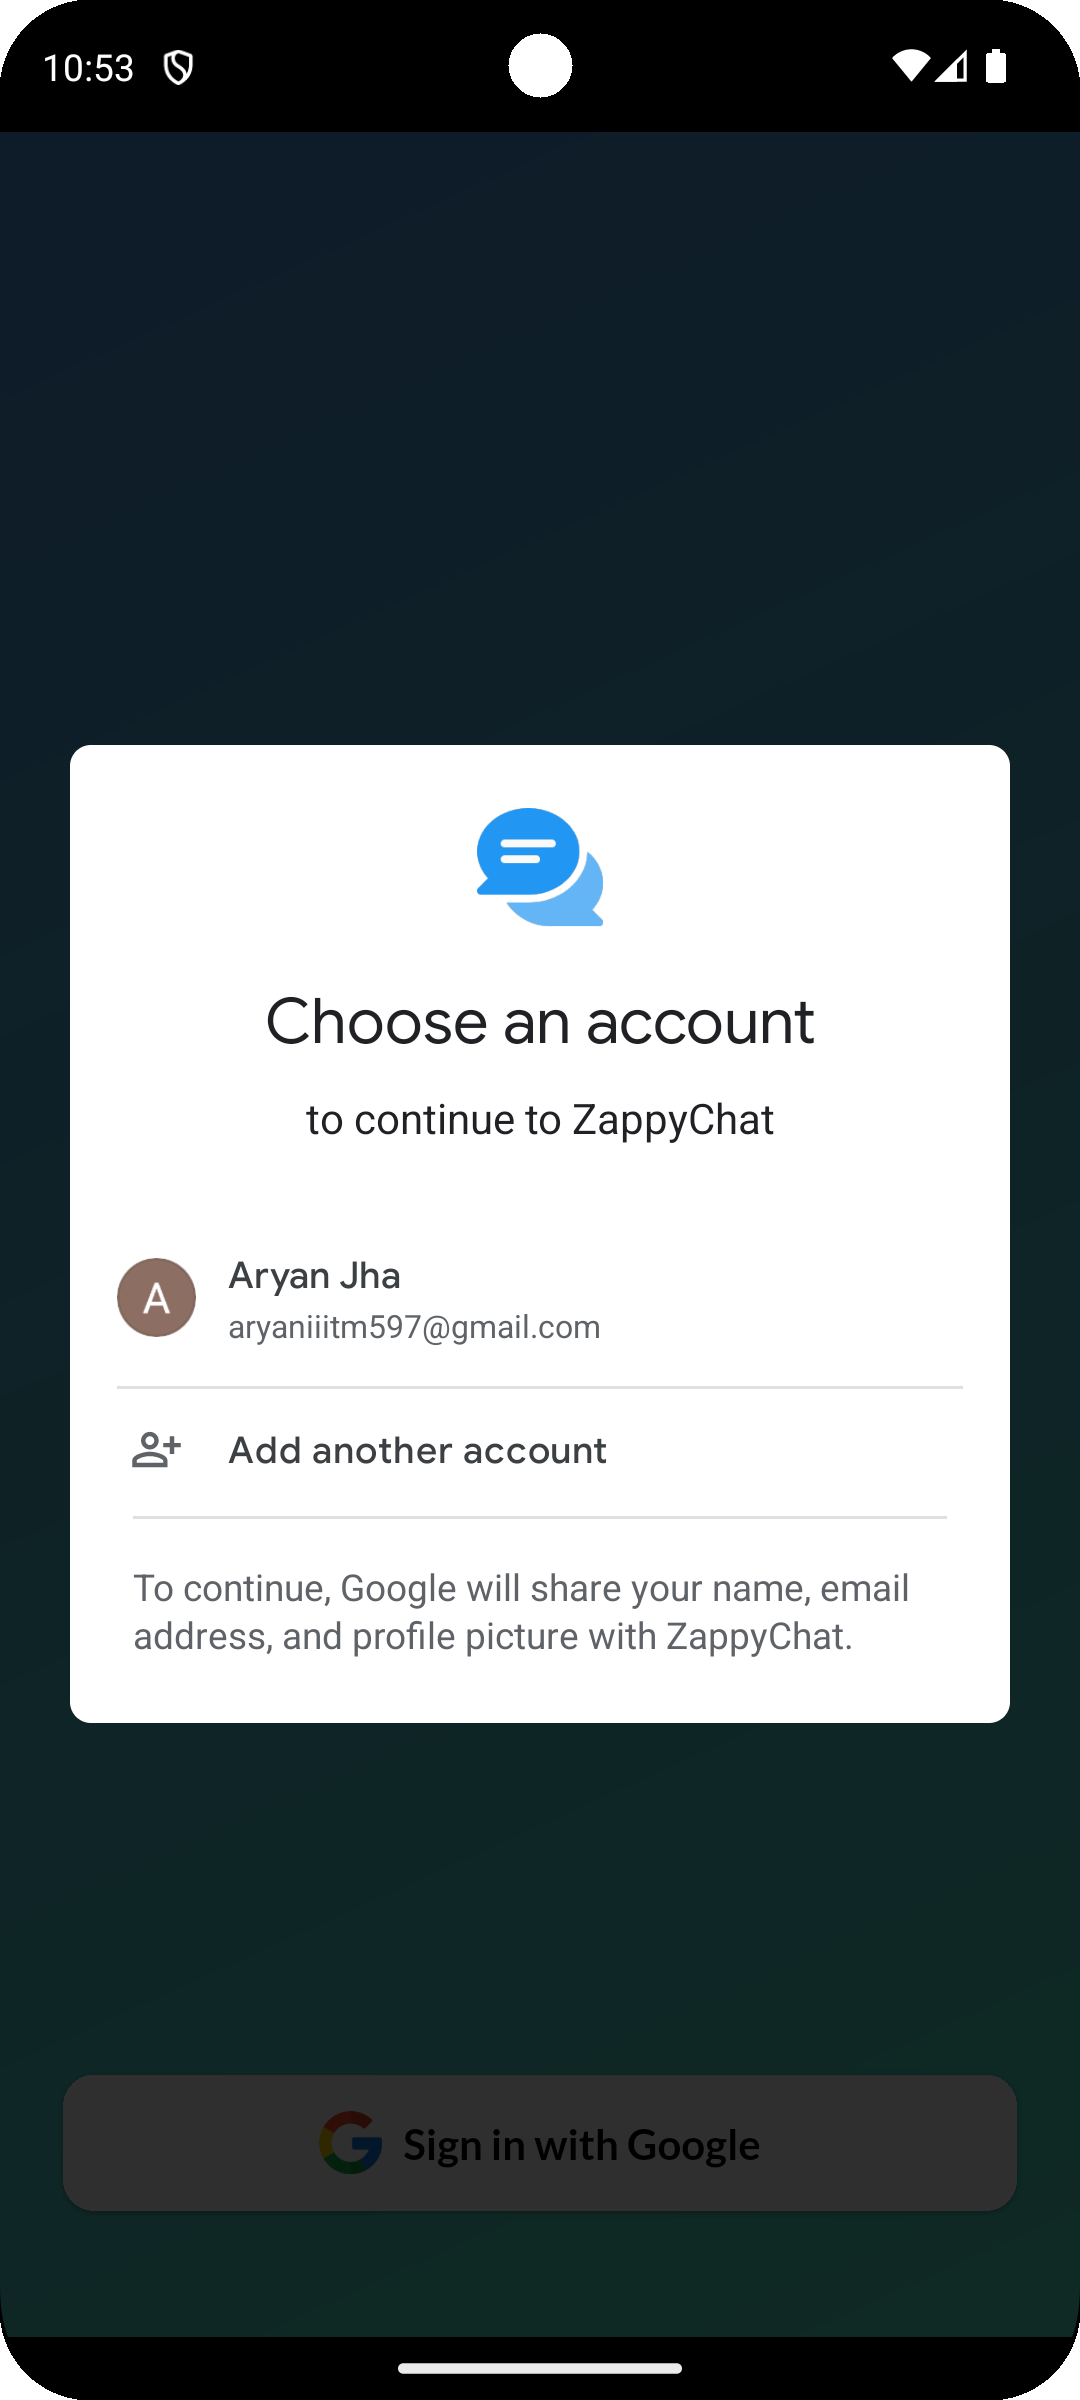 10:53
Choose an account
to continue to ZappyChat
A
Aryan Jha
aryaniiitm597@gmail.com
Add another account
To continue, Google will share your name, email
address, and profile picture with ZappyChat.
Sign in with Google